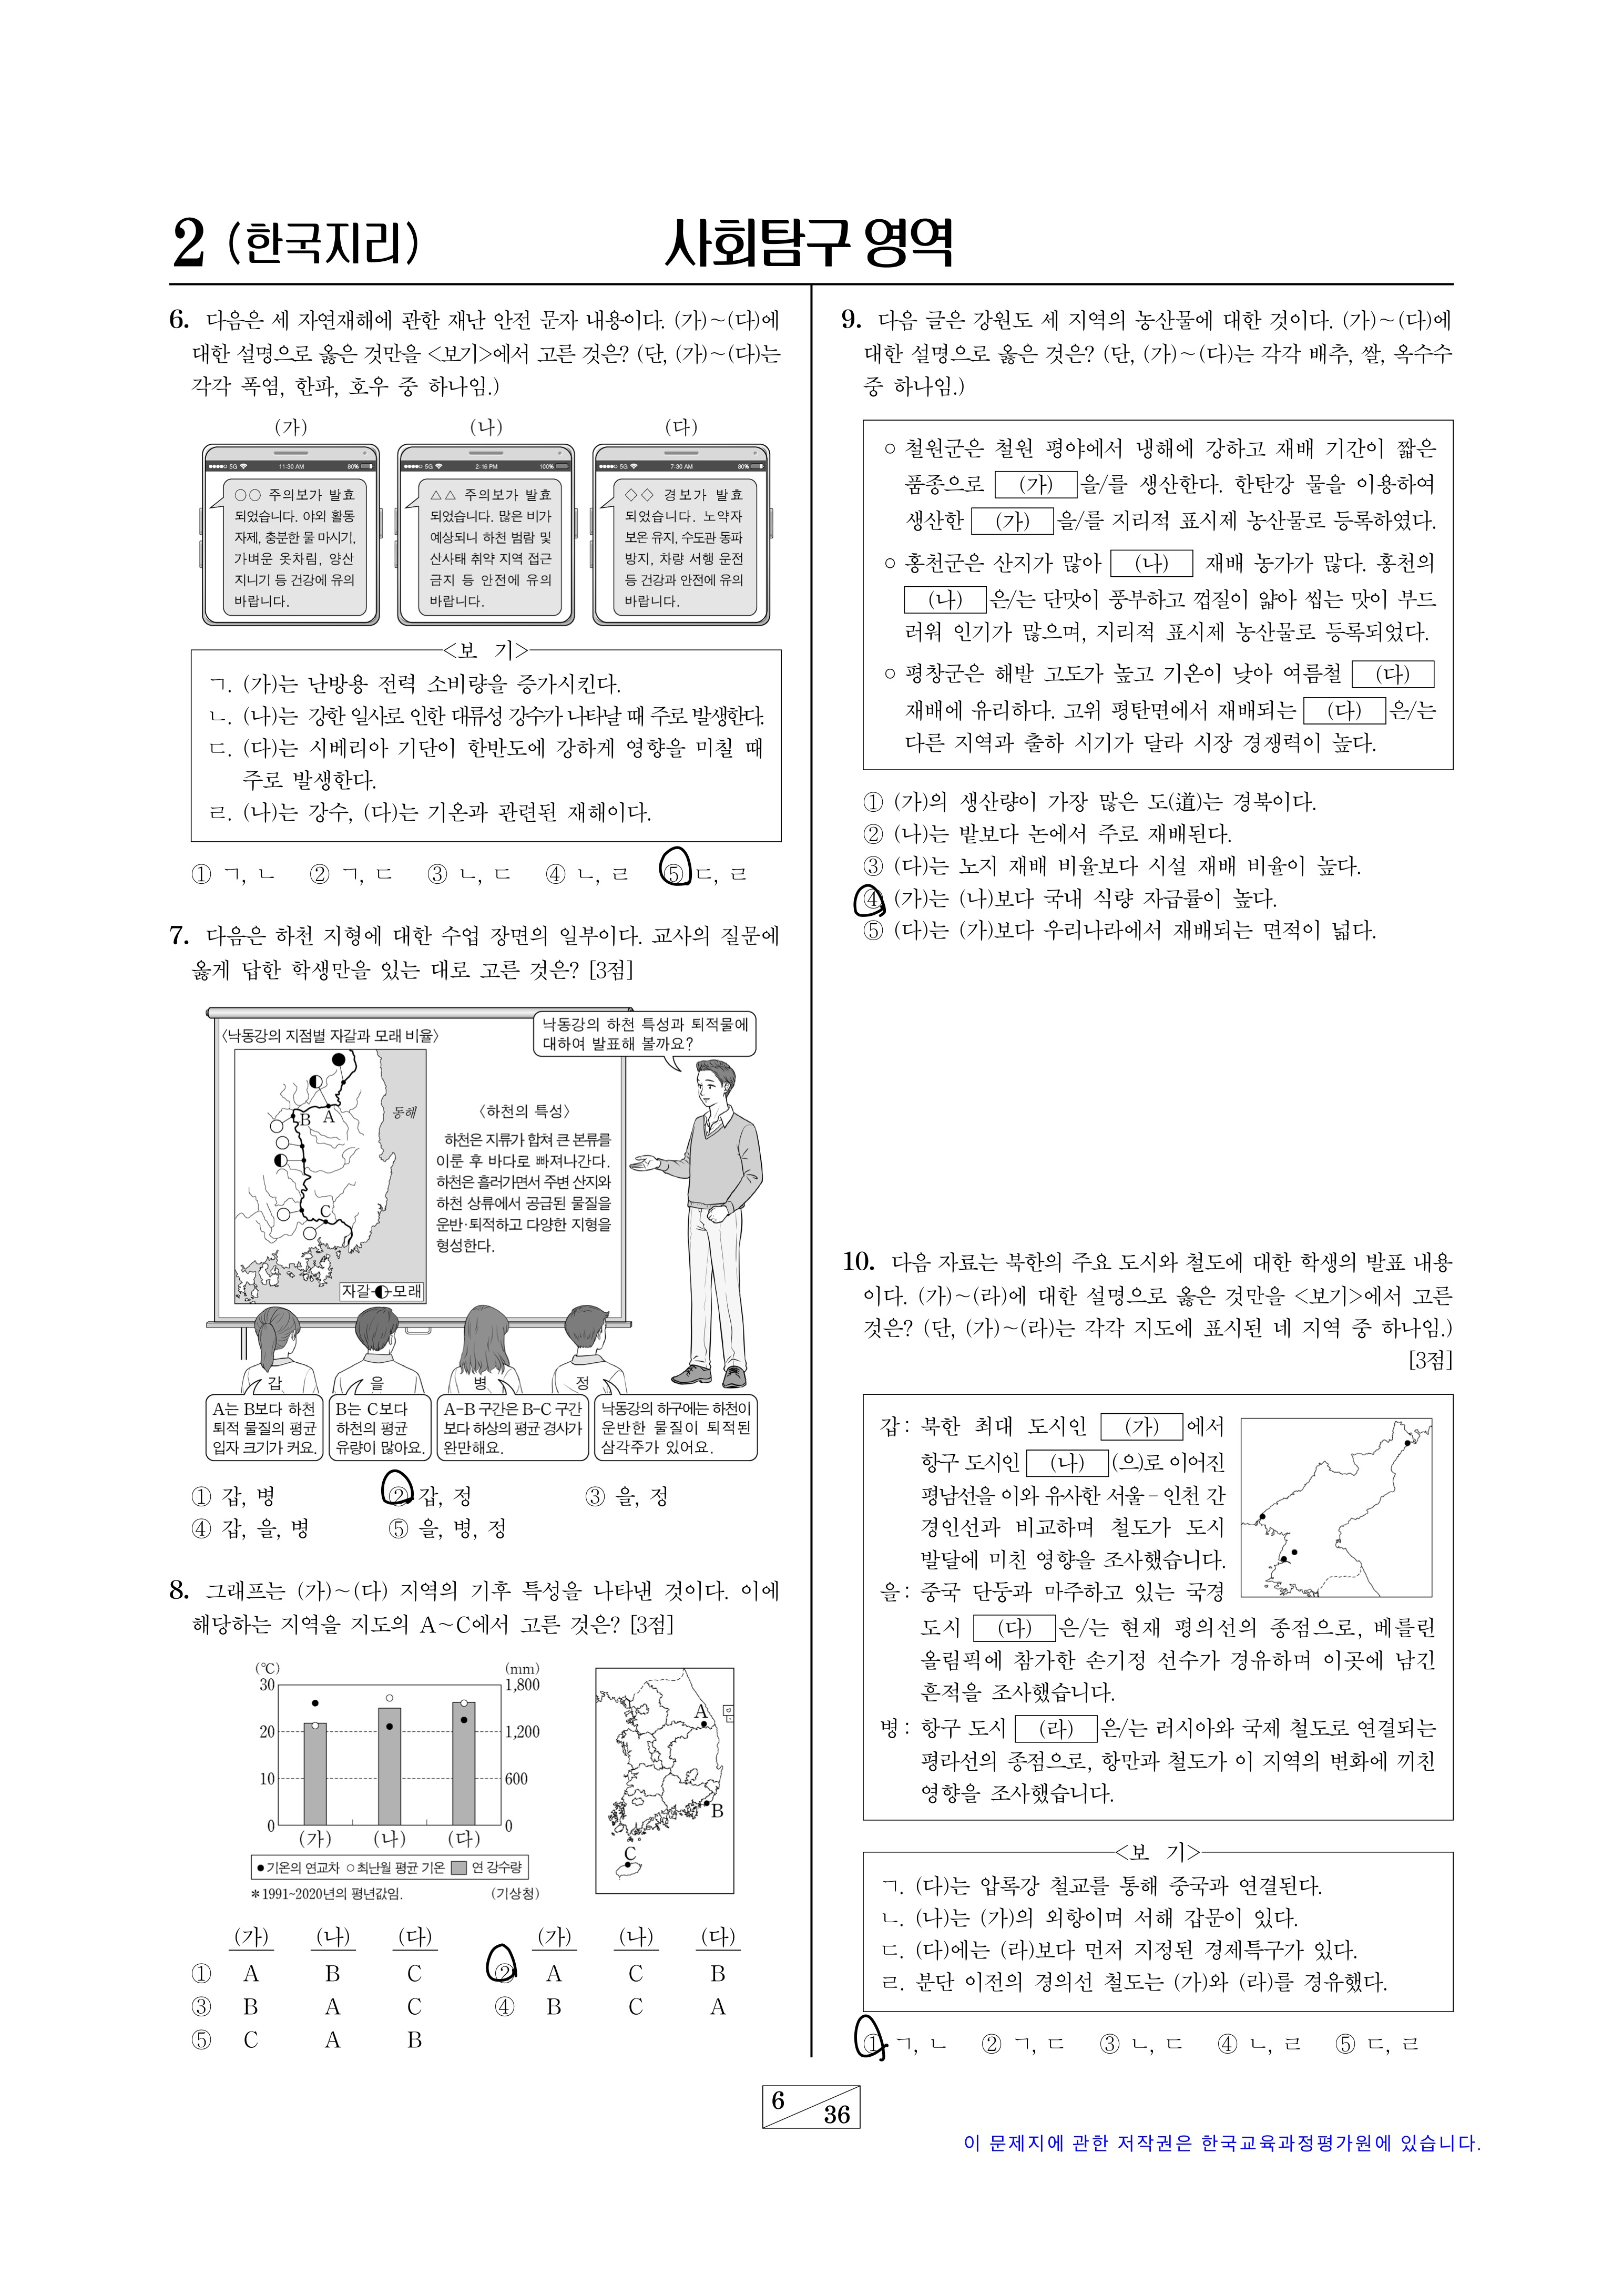 2 (한국지리)
사회탐구 영역
6. 다음은 세 자연재해에 관한 재난 안전 문자 내용이다. (가)~(다)에
대한 설명으로 옳은 것만을 <보기>에서 고른 것은? (단, (가)~(다)는
각각 폭염, 한파, 호우 중 하나임.)
(가)
5G 11:30 AM 80%
○○ 주의보가 발효
되었습니다. 야외 활동
자제, 충분한 물 마시기,
가벼운 옷차림, 양산
지니기 등 건강에 유의
바랍니다.
(나)
5G 2:16 PM 100%
△△ 주의보가 발효
되었습니다. 많은 비가
예상되니 하천 범람 및
산사태 취약 지역 접근
금지 등 안전에 유의
바랍니다.
(다)
5G 7:30 AM 80%
◇◇ 경보가 발효
되었습니다. 노약자
보온 유지, 수도관 동파
방지, 차량 서행 운전
등 건강과 안전에 유의
바랍니다.
<보 기>
ㄱ. (가)는 난방용 전력 소비량을 증가시킨다.
ㄴ. (나)는 강한 일사로 인한 대류성 강수가 나타날 때 주로 발생한다.
ㄷ. (다)는 시베리아 기단이 한반도에 강하게 영향을 미칠 때
주로 발생한다.
ㄹ. (나)는 강수, (다)는 기온과 관련된 재해이다.
① ㄱ, ㄴ ② ㄱ, ㄷ ③ ㄴ, ㄷ ④ ㄴ, ㄹ ⑤ ㄷ, ㄹ
7. 다음은 하천 지형에 대한 수업 장면의 일부이다. 교사의 질문에
옳게 답한 학생만을 있는 대로 고른 것은? [3점]
<낙동강의 지점별 자갈과 모래 비율>
낙동강의 하천 특성과 퇴적물에
대하여 발표해 볼까요?
동해
A
B
C
자갈 모래
<하천의 특성>
하천은 지류가 합쳐 큰 본류를
이룬 후 바다로 빠져나간다.
하천은 흘러가면서 주변 산지와
하천 상류에서 공급된 물질을
운반·퇴적하고 다양한 지형을
형성한다.
갑 을 병 정
A는 B보다 하천
퇴적 물질의 평균
입자 크기가 커요.
B는 C보다
하천의 평균
유량이 많아요.
A-B 구간은 B-C 구간
보다 하상의 평균 경사가
완만해요.
낙동강의 하구에는 하천이
운반한 물질이 퇴적된
삼각주가 있어요.
① 갑, 병 ② 갑, 정 ③ 을, 정
④ 갑, 을, 병 ⑤ 을, 병, 정
8. 그래프는 (가)~(다) 지역의 기후 특성을 나타낸 것이다. 이에
해당하는 지역을 지도의 A~C에서 고른 것은? [3점]
(℃) (mm)
30 1,800
20 1,200
10 600
0 0
(가) (나) (다)
●기온의 연교차 ○최난월 평균 기온 연 강수량
*1991~2020년의 평년값임. (기상청)
A
B
C
(가) (나) (다) (가) (나) (다)
① A B C ② A C B
③ B A C ④ B C A
⑤ C A B
9. 다음 글은 강원도 세 지역의 농산물에 대한 것이다. (가)~(다)에
대한 설명으로 옳은 것은? (단, (가)~(다)는 각각 배추, 쌀, 옥수수
중 하나임.)
○ 철원군은 철원 평야에서 냉해에 강하고 재배 기간이 짧은
품종으로 (가) 을/를 생산한다. 한탄강 물을 이용하여
생산한 (가) 을/를 지리적 표시제 농산물로 등록하였다.
○ 홍천군은 산지가 많아 (나) 재배 농가가 많다. 홍천의
(나) 은/는 단맛이 풍부하고 껍질이 얇아 씹는 맛이 부드
러워 인기가 많으며, 지리적 표시제 농산물로 등록되었다.
○ 평창군은 해발 고도가 높고 기온이 낮아 여름철 (다)
재배에 유리하다. 고위 평탄면에서 재배되는 (다) 은/는
다른 지역과 출하 시기가 달라 시장 경쟁력이 높다.
① (가)의 생산량이 가장 많은 도(道)는 경북이다.
② (나)는 밭보다 논에서 주로 재배된다.
③ (다)는 노지 재배 비율보다 시설 재배 비율이 높다.
④ (가)는 (나)보다 국내 식량 자급률이 높다.
⑤ (다)는 (가)보다 우리나라에서 재배되는 면적이 넓다.
10. 다음 자료는 북한의 주요 도시와 철도에 대한 학생의 발표 내용
이다. (가)~(라)에 대한 설명으로 옳은 것만을 <보기>에서 고른
것은? (단, (가)~(라)는 각각 지도에 표시된 네 지역 중 하나임.)
[3점]
갑: 북한 최대 도시인 (가) 에서
항구 도시인 (나) (으)로 이어진
평남선을 이와 유사한 서울-인천 간
경인선과 비교하며 철도가 도시
발달에 미친 영향을 조사했습니다.
을: 중국 단둥과 마주하고 있는 국경
도시 (다) 은/는 현재 평의선의 종점으로, 베를린
올림픽에 참가한 손기정 선수가 경유하며 이곳에 남긴
흔적을 조사했습니다.
병: 항구 도시 (라) 은/는 러시아와 국제 철도로 연결되는
평라선의 종점으로, 항만과 철도가 이 지역의 변화에 끼친
영향을 조사했습니다.
<보 기>
ㄱ. (다)는 압록강 철교를 통해 중국과 연결된다.
ㄴ. (나)는 (가)의 외항이며 서해 갑문이 있다.
ㄷ. (다)에는 (라)보다 먼저 지정된 경제특구가 있다.
ㄹ. 분단 이전의 경의선 철도는 (가)와 (라)를 경유했다.
① ㄱ, ㄴ ② ㄱ, ㄷ ③ ㄴ, ㄷ ④ ㄴ, ㄹ ⑤ ㄷ, ㄹ
6 36
이 문제지에 관한 저작권은 한국교육과정평가원에 있습니다.